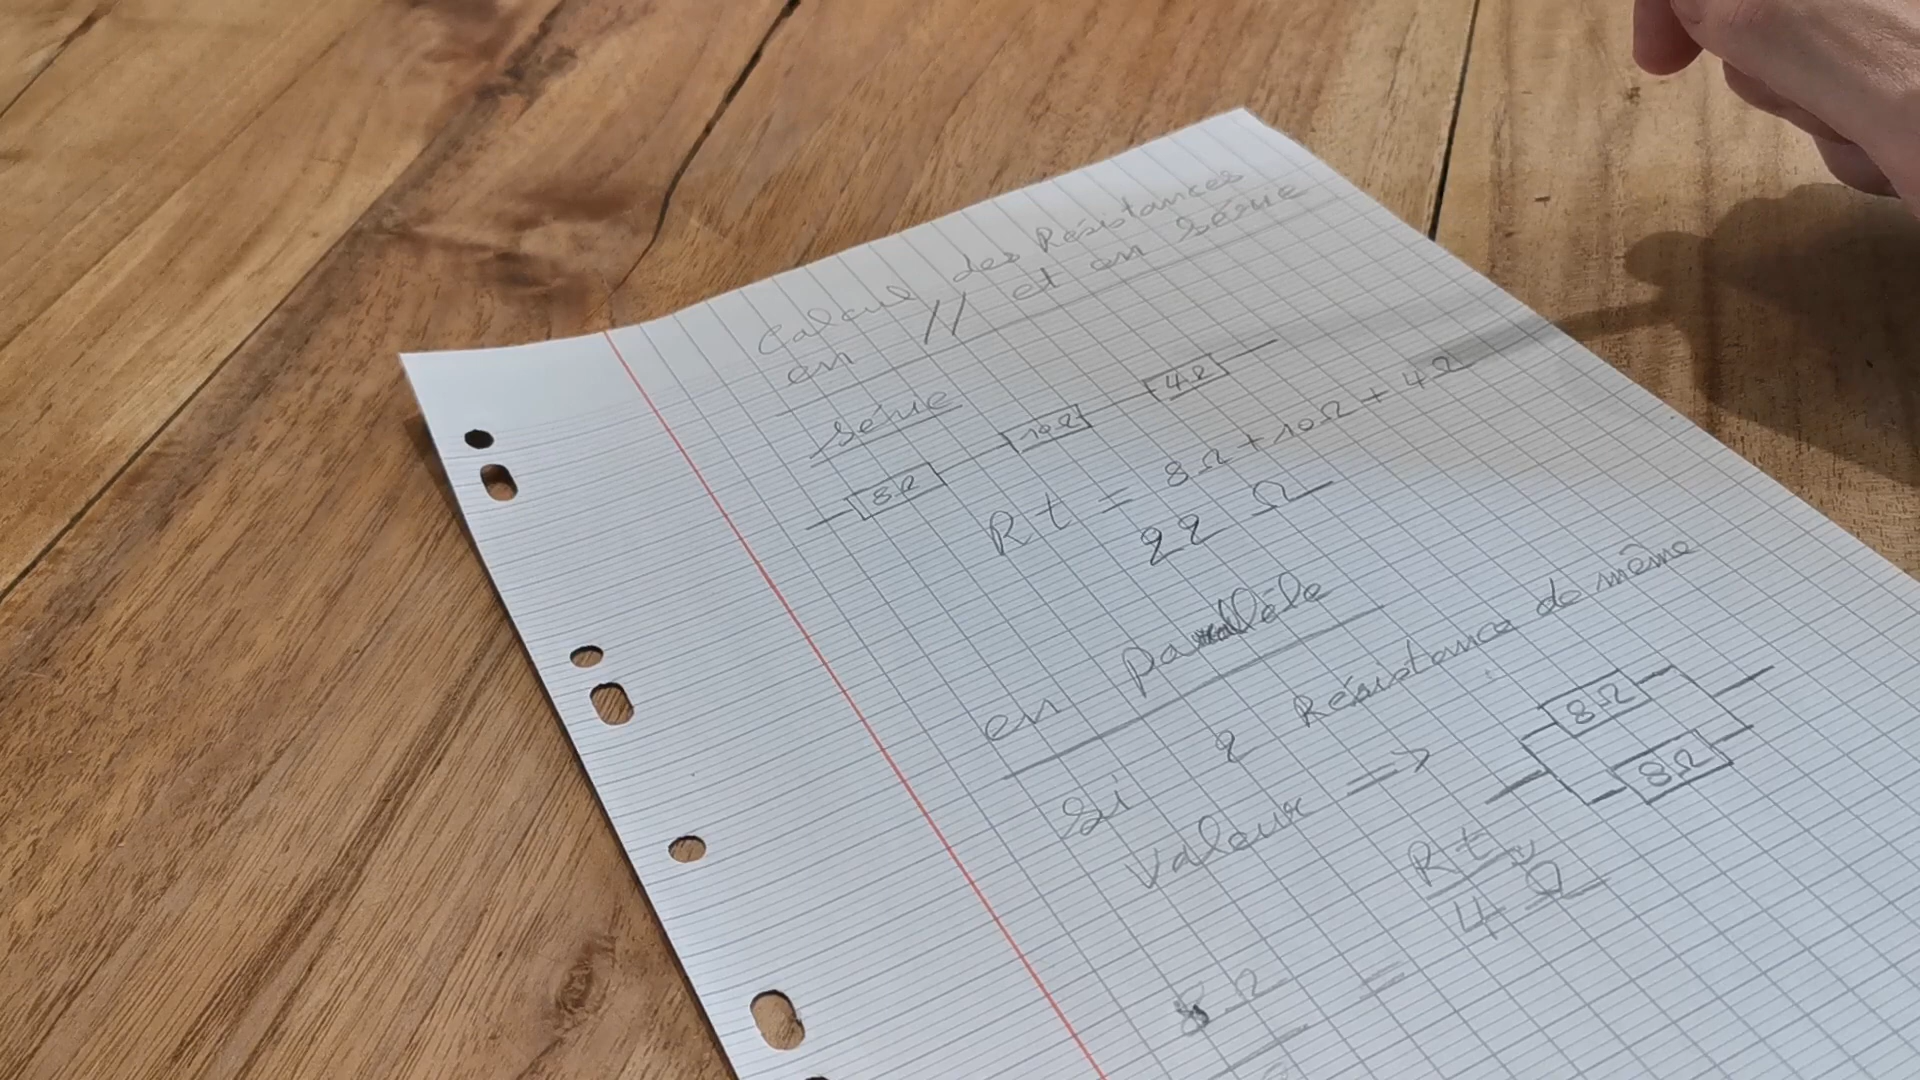 Calcul des Résistances
en // et en Série
Série
8Ω 10Ω 4Ω
Rt = 8Ω + 10Ω + 4Ω
22 Ω
en parallèle
Si 2 Résistance de même
Valeur =>
8Ω
8Ω
Rt
8Ω = 4Ω